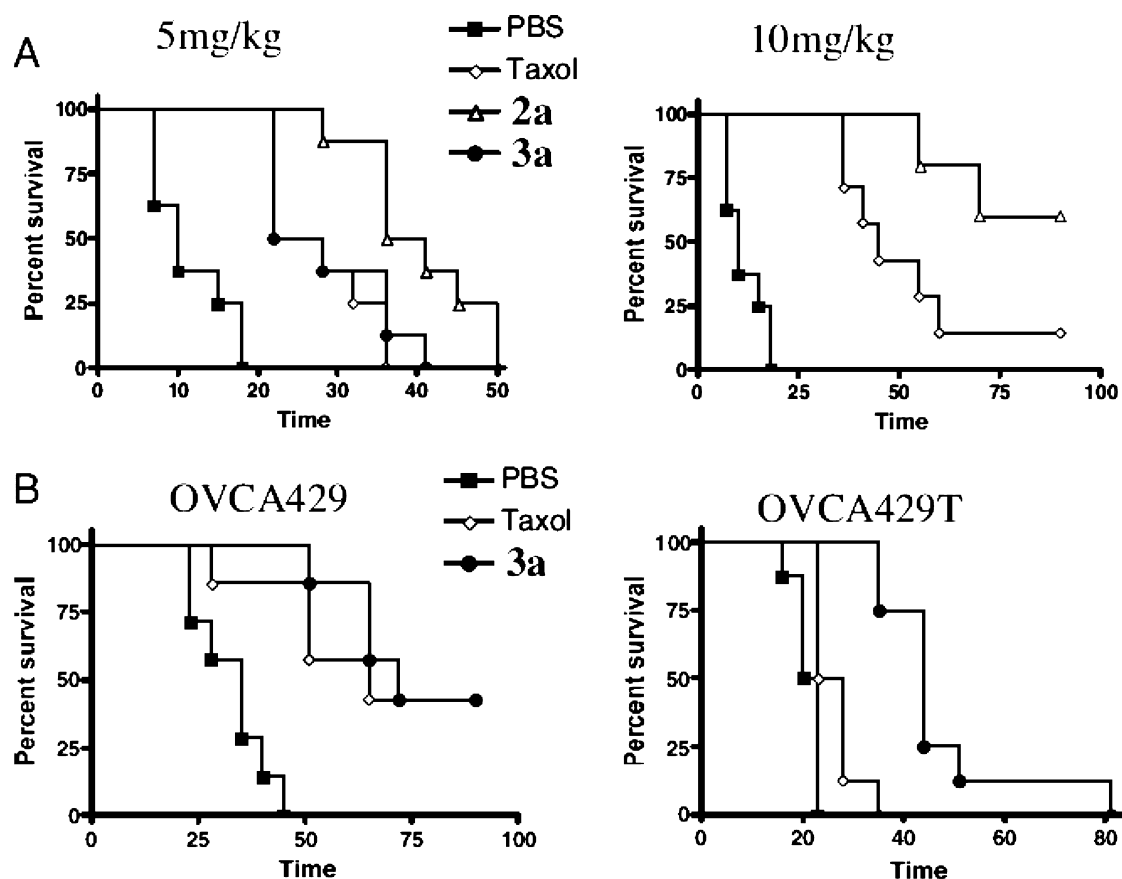 A
5mg/kg
PBS
Taxol
2a
3a
10mg/kg
Percent survival
100
75
50
25
0
0 10 20 30 40 50
Time
Percent survival
100
75
50
25
0
0 25 50 75 100
Time
B
OVCA429
PBS
Taxol
3a
OVCA429T
Percent survival
100
75
50
25
0
0 25 50 75 100
Time
Percent survival
100
75
50
25
0
0 20 40 60 80
Time